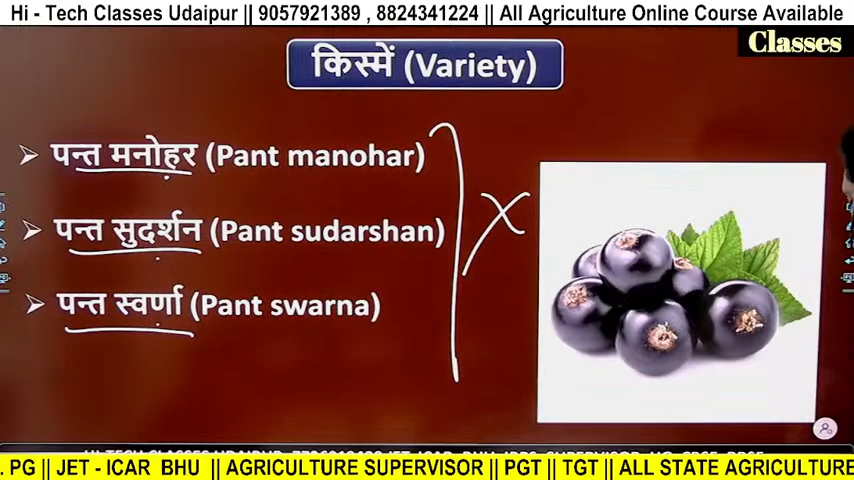 Hi - Tech Classes Udaipur || 9057921389 , 8824341224 || All Agriculture Online Course Available
Classes
किस्में (Variety)
➤ पन्त मनोहर (Pant manohar)
➤ पन्त सुदर्शन (Pant sudarshan)
➤ पन्त स्वर्णा (Pant swarna)
. PG || JET - ICAR BHU || AGRICULTURE SUPERVISOR || PGT || TGT || ALL STATE AGRICULTURE